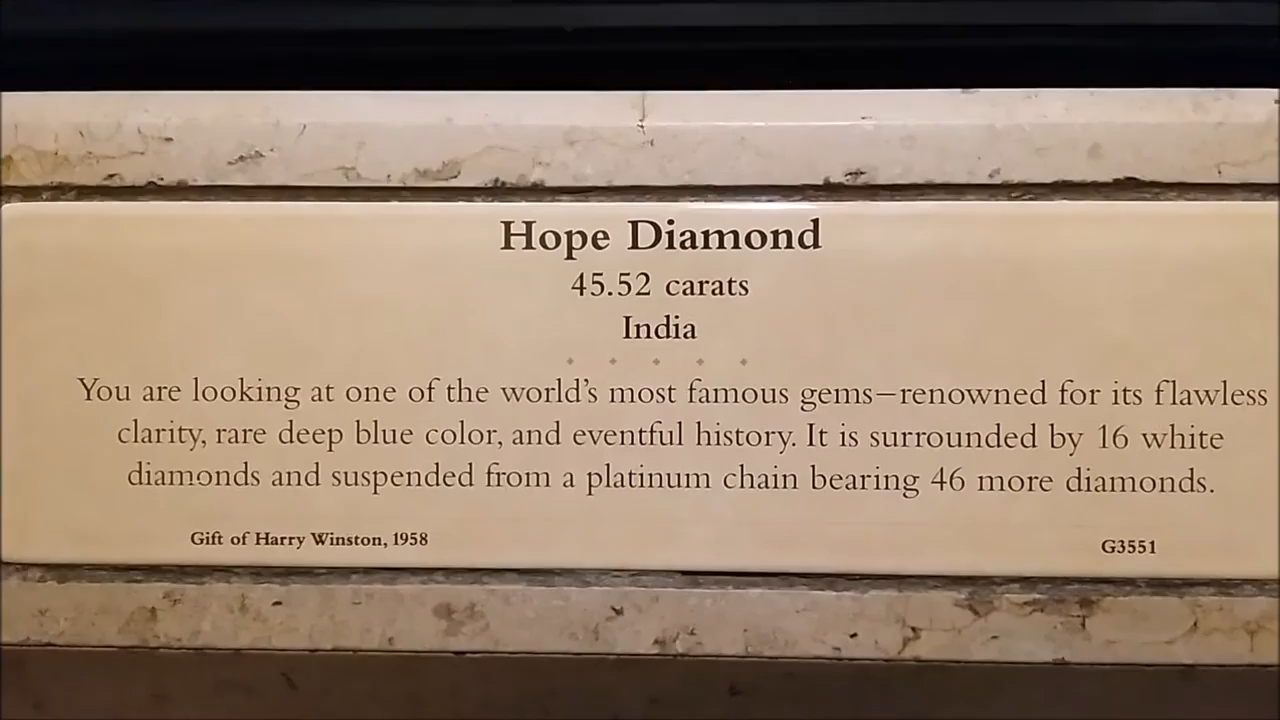 Hope Diamond
45.52 carats
India
You are looking at one of the world's most famous gems—renowned for its flawless
clarity, rare deep blue color, and eventful history. It is surrounded by 16 white
diamonds and suspended from a platinum chain bearing 46 more diamonds.
Gift of Harry Winston, 1958
G3551